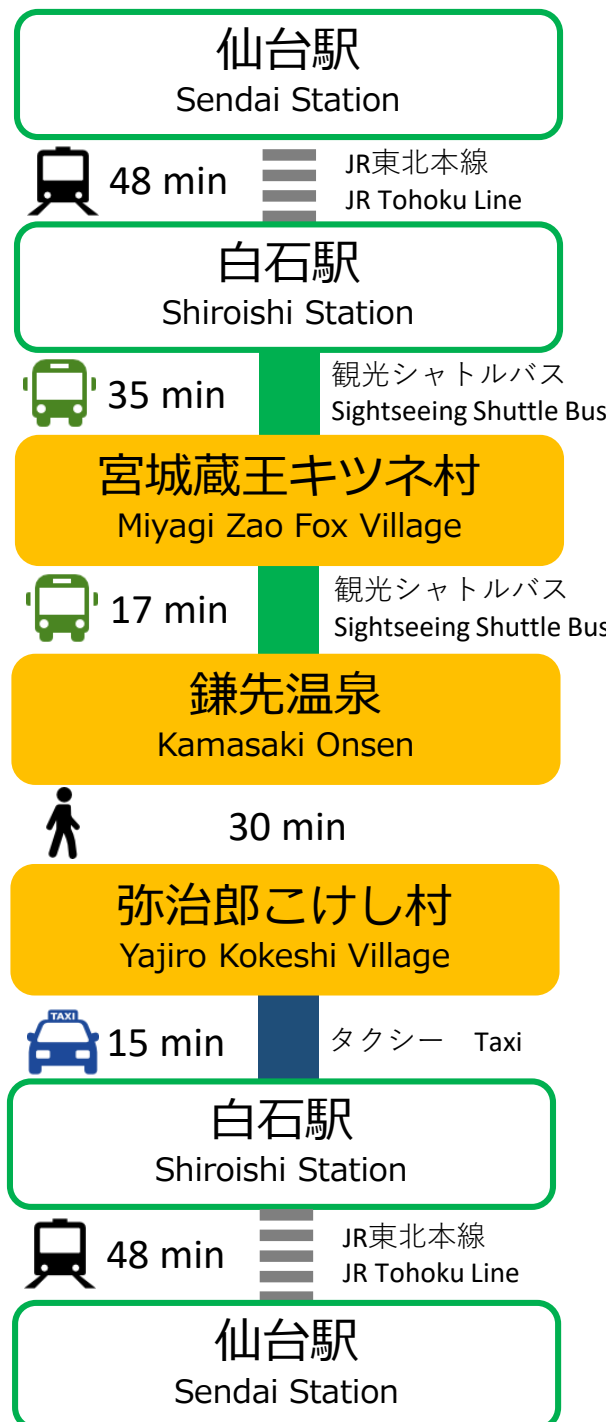 仙台駅
Sendai Station
48 min
JR東北本線
JR Tohoku Line
白石駅
Shiroishi Station
35 min
観光シャトルバス
Sightseeing Shuttle Bus
宮城蔵王キツネ村
Miyagi Zao Fox Village
17 min
観光シャトルバス
Sightseeing Shuttle Bus
鎌先温泉
Kamasaki Onsen
30 min
弥治郎こけし村
Yajiro Kokeshi Village
TAXI
15 min
タクシー Taxi
白石駅
Shiroishi Station
48 min
JR東北本線
JR Tohoku Line
仙台駅
Sendai Station